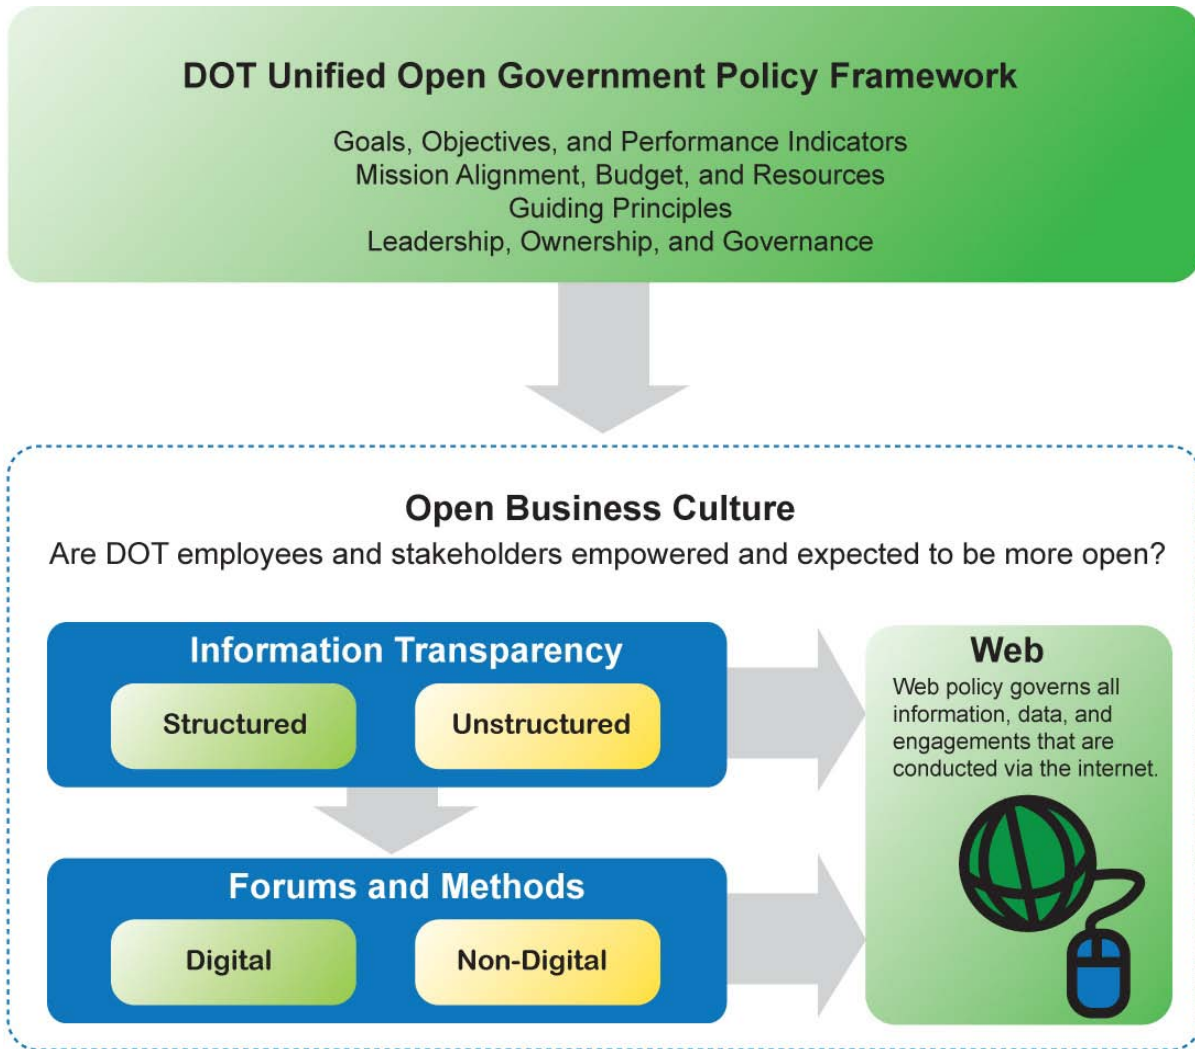 DOT Unified Open Government Policy Framework
Goals, Objectives, and Performance Indicators
Mission Alignment, Budget, and Resources
Guiding Principles
Leadership, Ownership, and Governance
Open Business Culture
Are DOT employees and stakeholders empowered and expected to be more open?
Information Transparency
Structured
Unstructured
Forums and Methods
Digital
Non-Digital
Web
Web policy governs all
information, data, and
engagements that are
conducted via the internet.